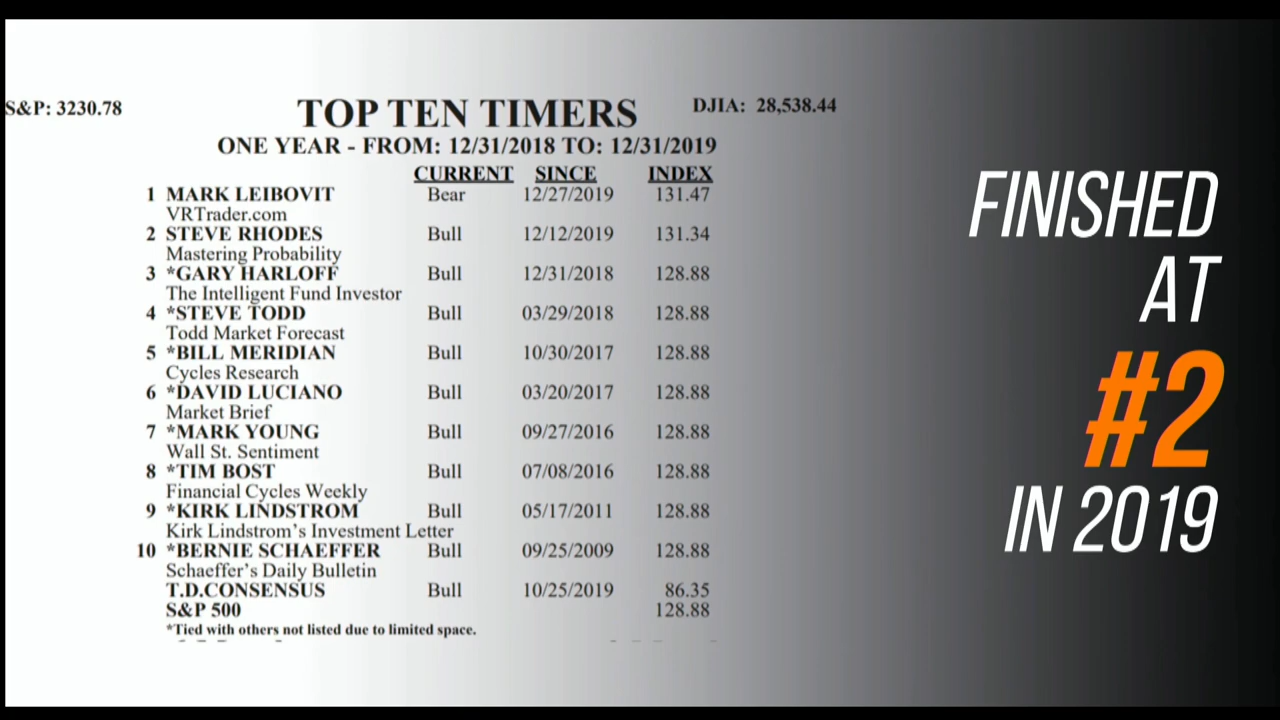 S&P: 3230.78
TOP TEN TIMERS
DJIA: 28,538.44
ONE YEAR - FROM: 12/31/2018 TO: 12/31/2019
CURRENT SINCE INDEX
1 MARK LEIBOVIT Bear 12/27/2019 131.47
VRTrader.com
2 STEVE RHODES Bull 12/12/2019 131.34
Mastering Probability
3 *GARY HARLOFF Bull 12/31/2018 128.88
The Intelligent Fund Investor
4 *STEVE TODD Bull 03/29/2018 128.88
Todd Market Forecast
5 *BILL MERIDIAN Bull 10/30/2017 128.88
Cycles Research
6 *DAVID LUCIANO Bull 03/20/2017 128.88
Market Brief
7 *MARK YOUNG Bull 09/27/2016 128.88
Wall St. Sentiment
8 *TIM BOST Bull 07/08/2016 128.88
Financial Cycles Weekly
9 *KIRK LINDSTROM Bull 05/17/2011 128.88
Kirk Lindstrom's Investment Letter
10 *BERNIE SCHAEFFER Bull 09/25/2009 128.88
Schaeffer's Daily Bulletin
T.D.CONSENSUS Bull 10/25/2019 86.35
S&P 500 128.88
*Tied with others not listed due to limited space.
FINISHED
AT
#2
IN 2019